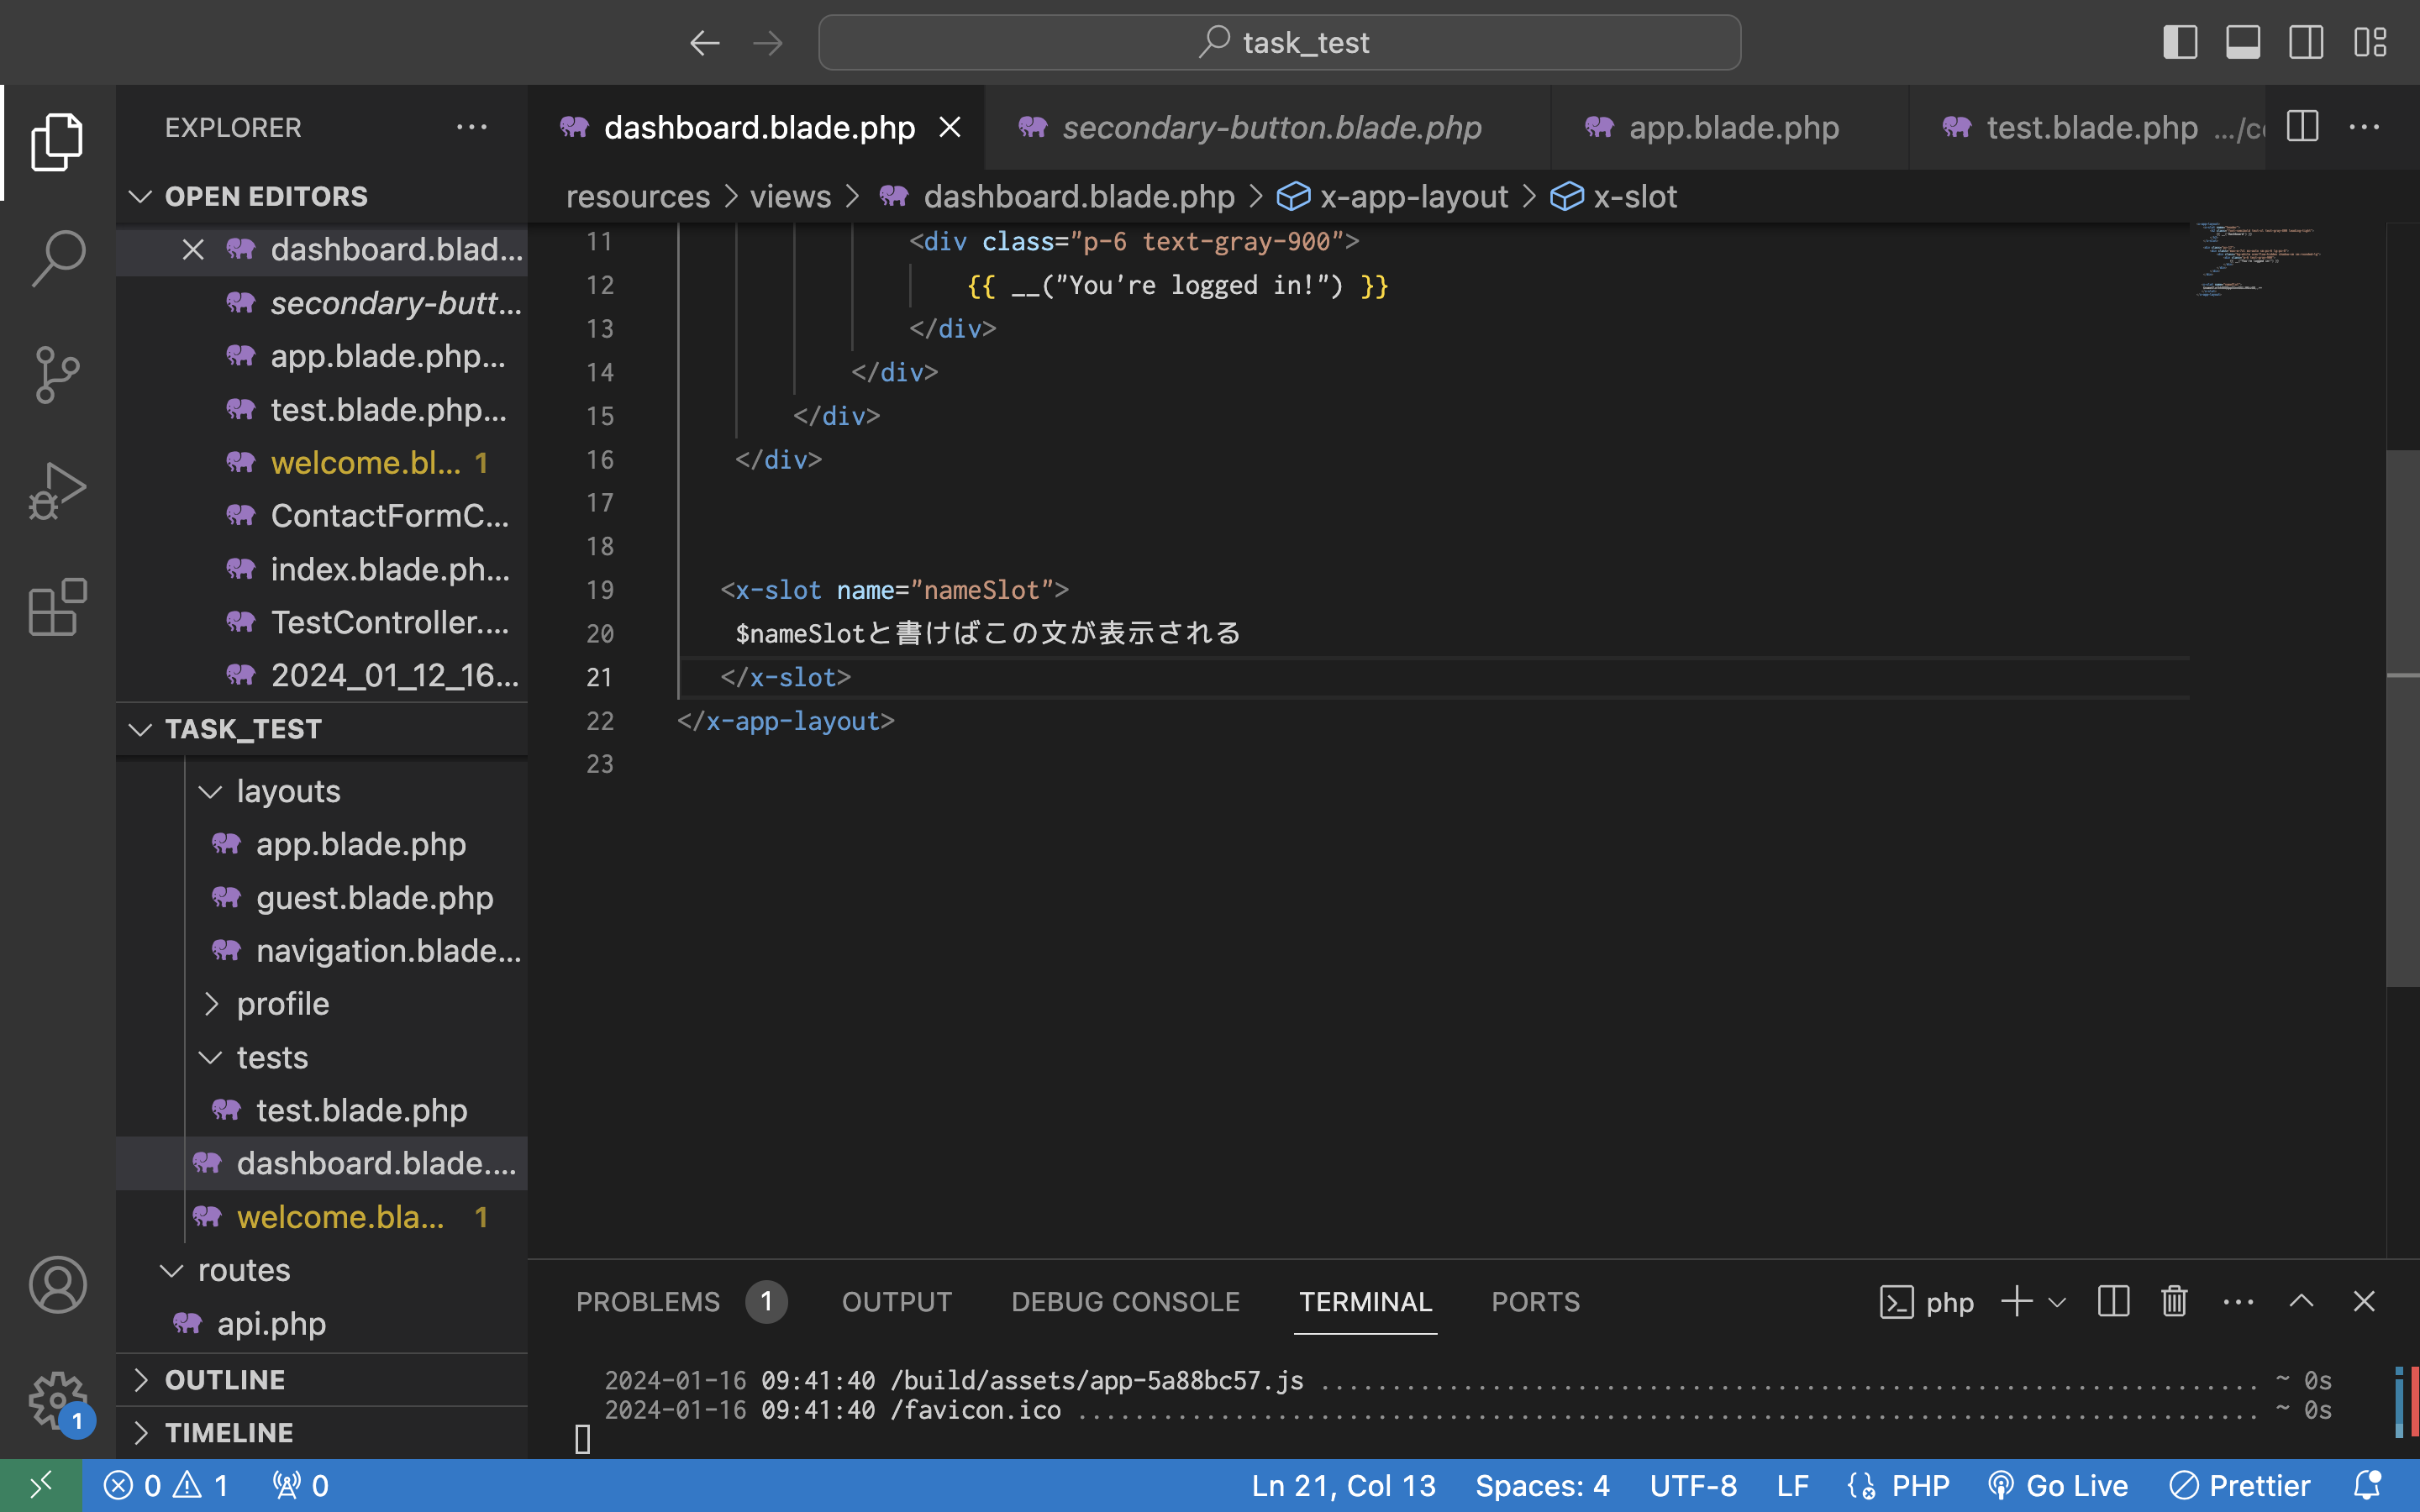 task_test
EXPLORER
dashboard.blade.php
secondary-button.blade.php
app.blade.php
test.blade.php .../c
OPEN EDITORS
resources > views > dashboard.blade.php > x-app-layout > x-slot
dashboard.blad...
secondary-butt...
app.blade.php...
test.blade.php...
welcome.bl... 1
ContactFormC...
index.blade.ph...
TestController....
2024_01_12_16...
11 <div class="p-6 text-gray-900">
12 {{ __("You're logged in!") }}
13 </div>
14 </div>
15 </div>
16 </div>
17
18
19 <x-slot name="nameSlot">
20 $nameSlotと書けばこの文が表示される
21 </x-slot>
22 </x-app-layout>
23
TASK_TEST
layouts
app.blade.php
guest.blade.php
navigation.blade...
profile
tests
test.blade.php
dashboard.blade....
welcome.bla... 1
routes
api.php
OUTLINE
TIMELINE
PROBLEMS 1 OUTPUT DEBUG CONSOLE TERMINAL PORTS
php
2024-01-16 09:41:40 /build/assets/app-5a88bc57.js ........................................ ~ 0s
2024-01-16 09:41:40 /favicon.ico ........................................ ~ 0s
1
0 1 0
Ln 21, Col 13 Spaces: 4 UTF-8 LF PHP Go Live Prettier